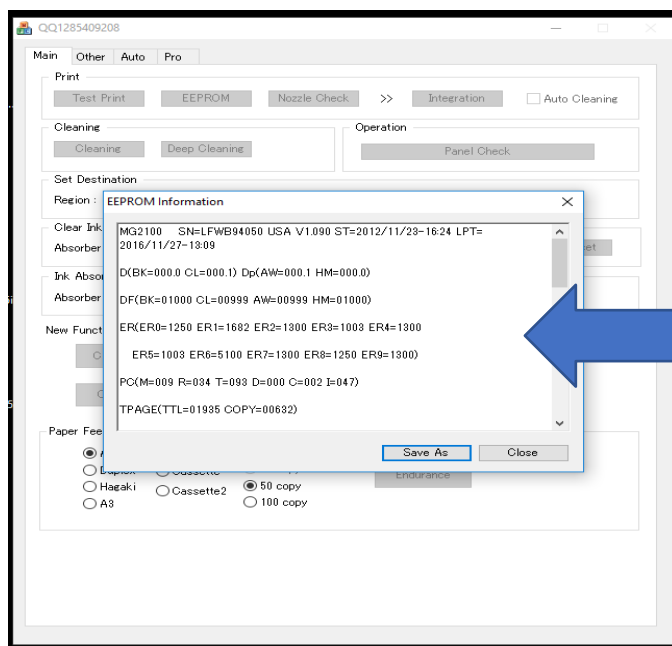 QQ1285409208
Main Other Auto Pro
Print
Test Print EEPROM Nozzle Check >> Integration Auto Cleaning
Cleaning Operation
Cleaning Deep Cleaning Panel Check
Set Destination
Region :
EEPROM Information
Clear Ink
Absorber
Ink Abso
Absorber
New Funct
MG2100 SN=LFWB94050 USA V1.090 ST=2012/11/23-16:24 LPT=
2016/11/27-13:09
D(BK=000.0 CL=000.1) Dp(AW=000.1 HM=000.0)
DF(BK=01000 CL=00999 AW=00999 HM=01000)
ER(ER0=1250 ER1=1682 ER2=1300 ER3=1003 ER4=1300
ER5=1003 ER6=5100 ER7=1300 ER8=1250 ER9=1300)
PC(M=009 R=034 T=093 D=000 C=002 I=047)
TPAGE(TTL=01935 COPY=00632)
Save As Close
Paper Fee
Hagaki Cassette2 50 copy Endurance
A3 100 copy